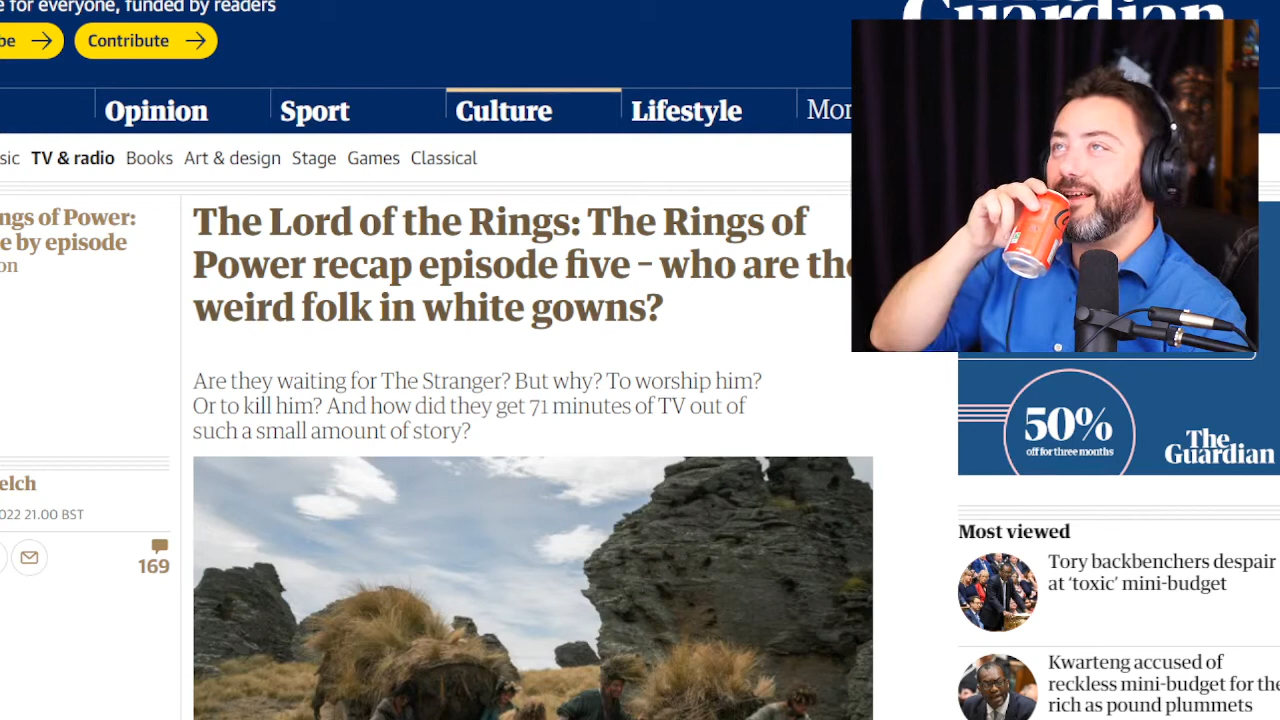 e for everyone, funded by readers
be → Contribute →
Guardian
Opinion Sport Culture Lifestyle
sic TV & radio Books Art & design Stage Games Classical
ngs of Power:
e by episode
on
The Lord of the Rings: The Rings of
Power recap episode five – who are the
weird folk in white gowns?
Are they waiting for The Stranger? But why? To worship him?
Or to kill him? And how did they get 71 minutes of TV out of
such a small amount of story?
elch
022 21.00 BST
169
50%
off for three months
The
Guardian
Most viewed
Tory backbenchers despair
at ‘toxic’ mini-budget
Kwarteng accused of
reckless mini-budget for the
rich as pound plummets